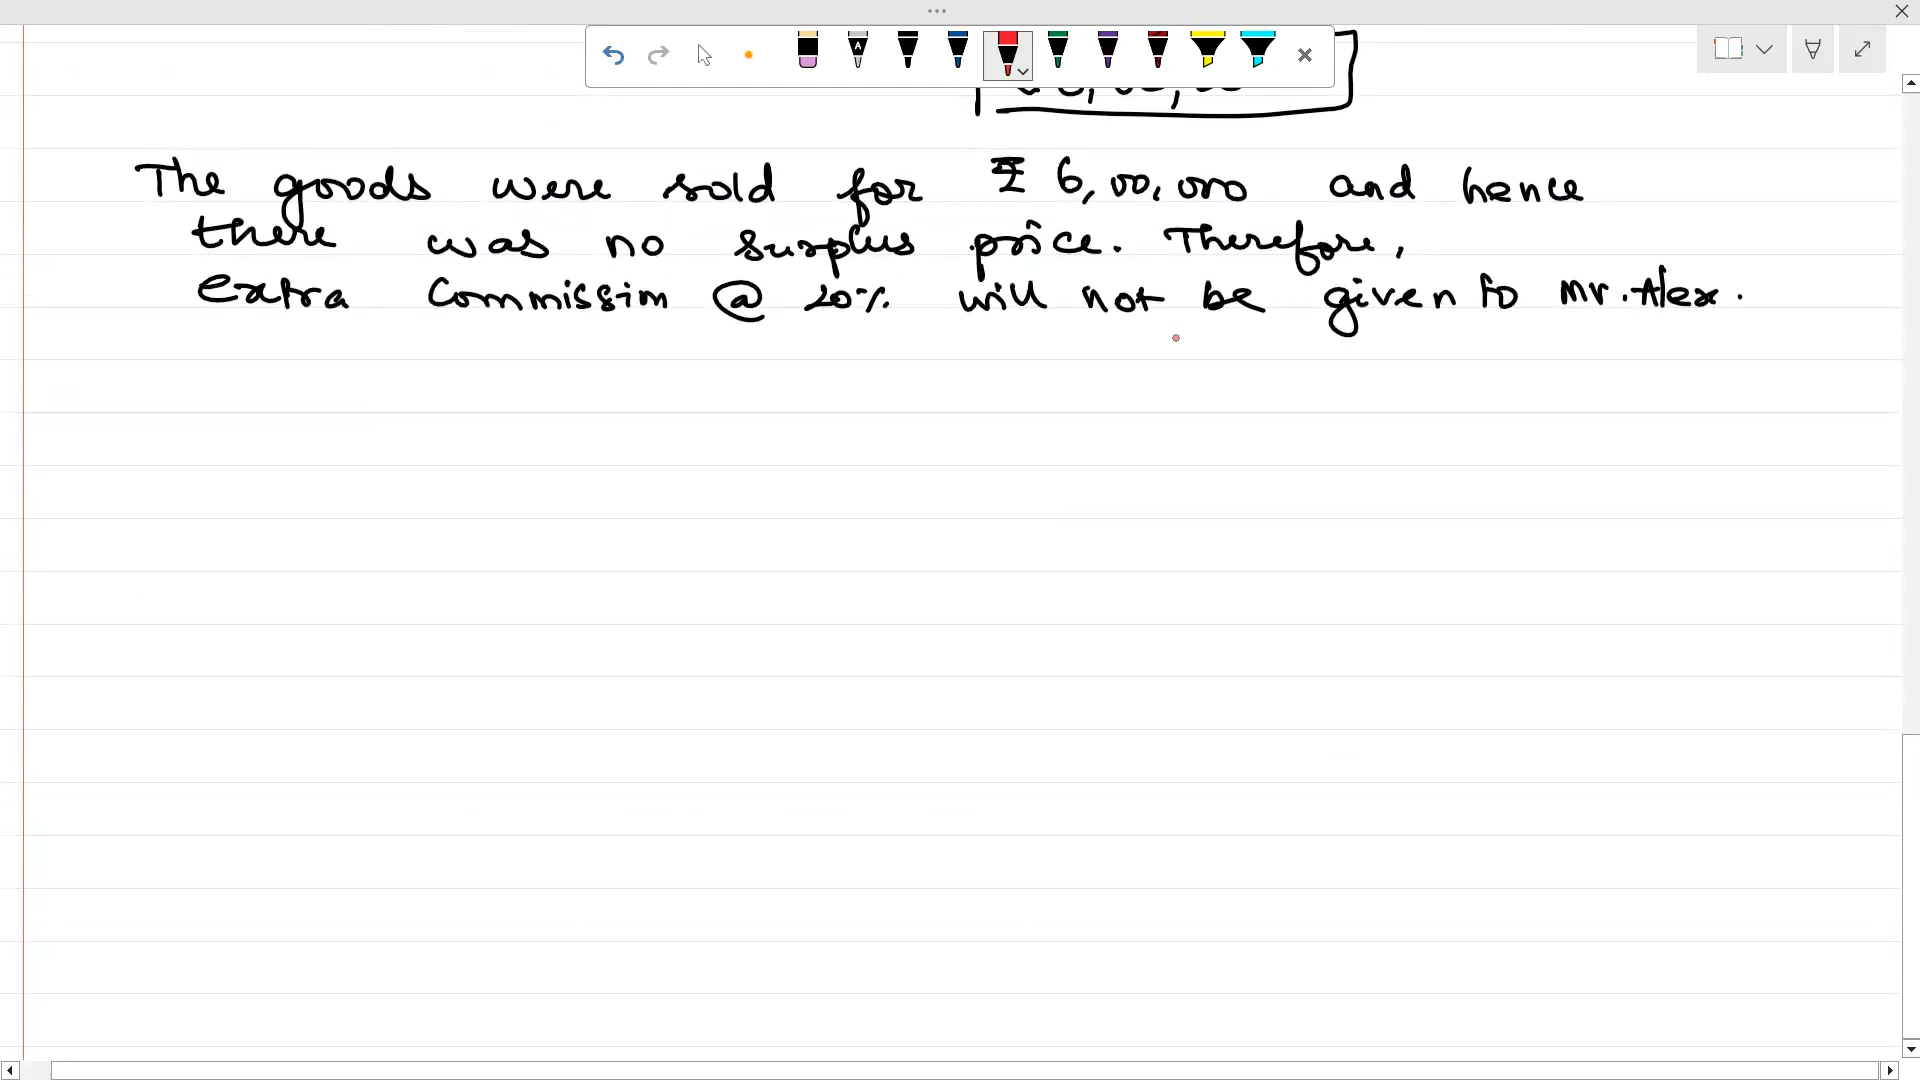 The goods were sold for ₹ 6,00,000 and hence
there was no surplus price. Therefore,
extra Commission @ 20% will not be given to Mr. Alex.